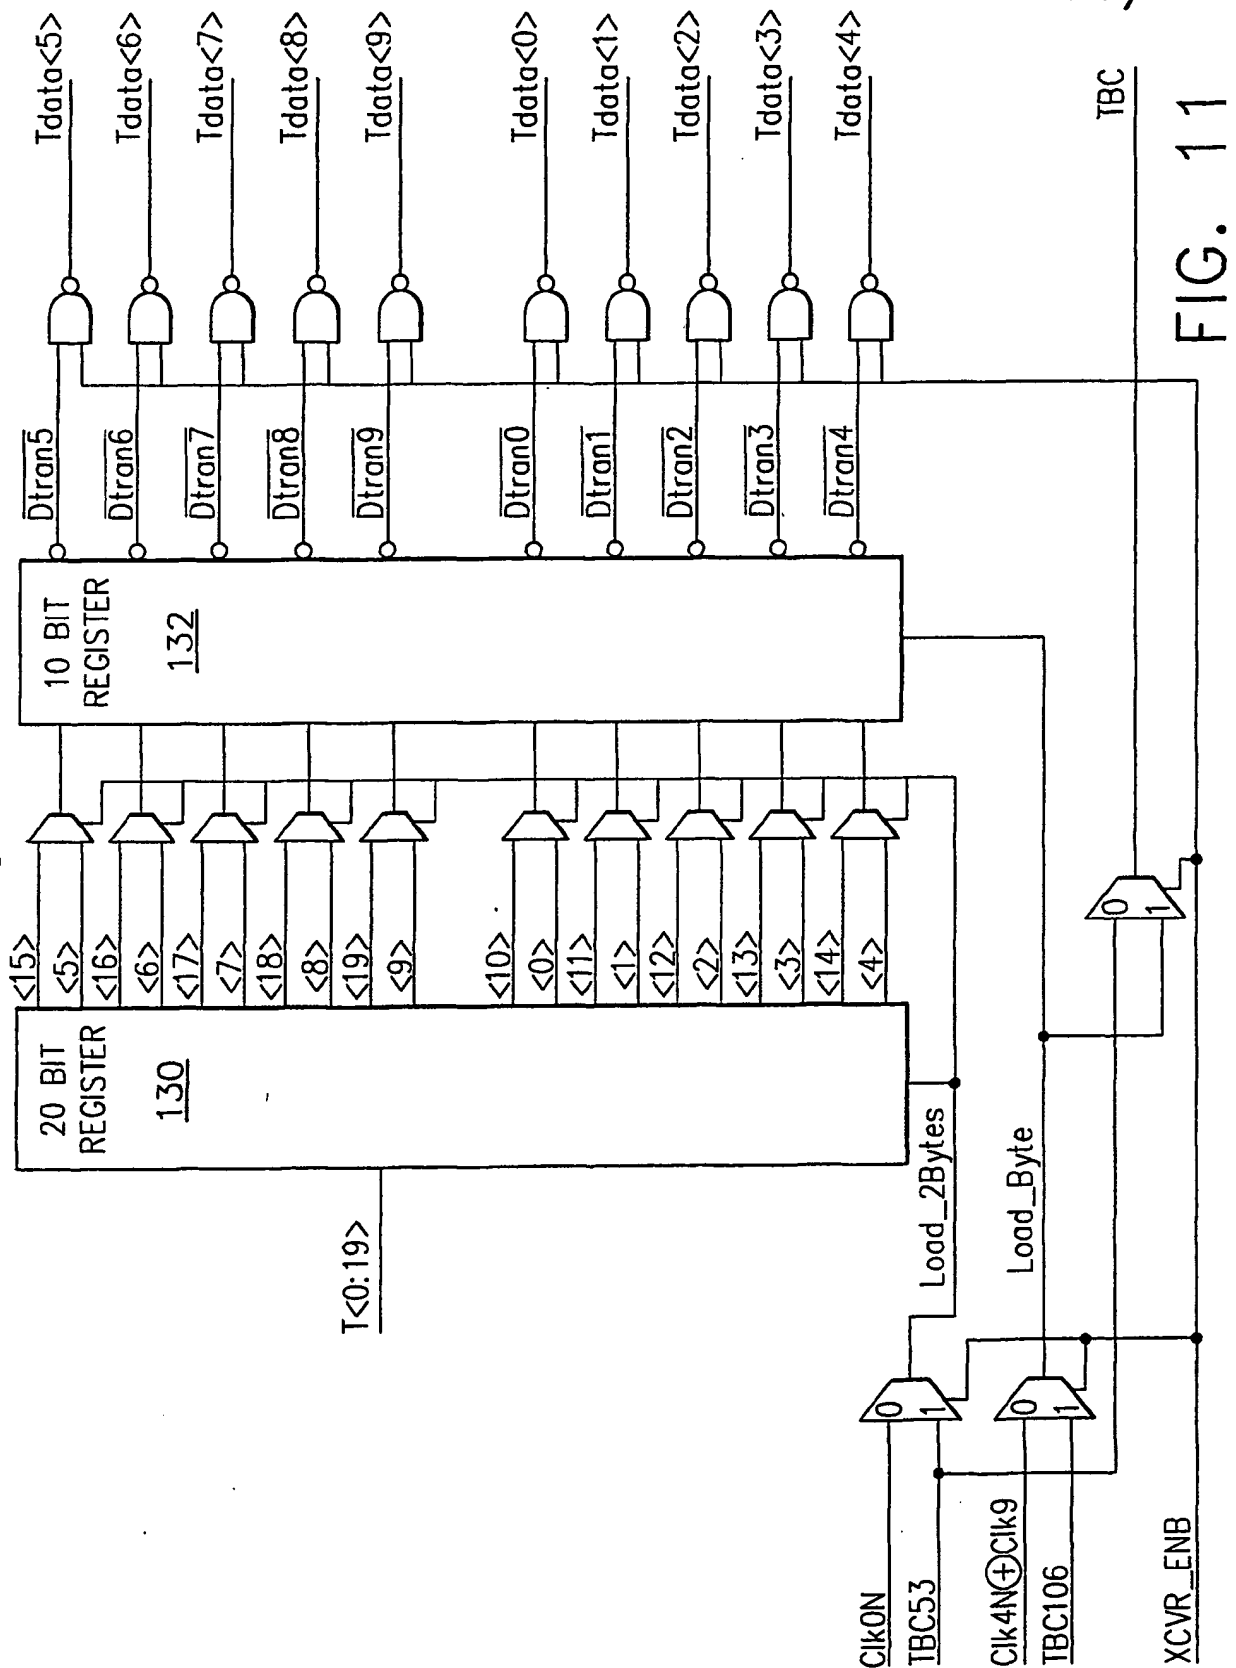 Tdata<5>
Tdata<6>
Tdata<7>
Tdata<8>
Tdata<9>
Tdata<0>
Tdata<1>
Tdata<2>
Tdata<3>
Tdata<4>
TBC
FIG. 11
Dtran5
Dtran6
Dtran7
Dtran8
Dtran9
Dtran0
Dtran1
Dtran2
Dtran3
Dtran4
10 BIT
REGISTER
132
<15>
<5>
<16>
<6>
<17>
<7>
<18>
<8>
<19>
<9>
<10>
<0>
<11>
<1>
<12>
<2>
<13>
<3>
<14>
<4>
0
1
20 BIT
REGISTER
130
Load_2Bytes
Load_Byte
T<0:19>
0
1
0
1
Clk0N
TBC53
Clk4N⊕Clk9
TBC106
XCVR_ENB